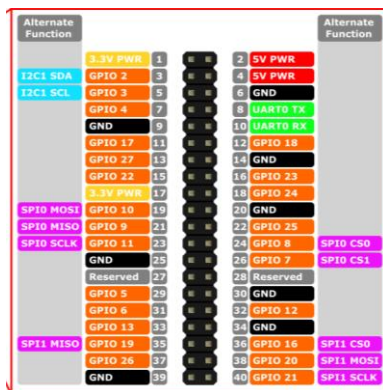 Alternate Function Alternate Function
3.3V PWR 1 2 5V PWR
I2C1 SDA GPIO 2 3 4 5V PWR
I2C1 SCL GPIO 3 5 6 GND
GPIO 4 7 8 UART0 TX
GND 9 10 UART0 RX
GPIO 17 11 12 GPIO 18
GPIO 27 13 14 GND
GPIO 22 15 16 GPIO 23
3.3V PWR 17 18 GPIO 24
SPI0 MOSI GPIO 10 19 20 GND
SPI0 MISO GPIO 9 21 22 GPIO 25
SPI0 SCLK GPIO 11 23 24 GPIO 8 SPI0 CS0
GND 25 26 GPIO 7 SPI0 CS1
Reserved 27 28 Reserved
GPIO 5 29 30 GND
GPIO 6 31 32 GPIO 12
GPIO 13 33 34 GND
SPI1 MISO GPIO 19 35 36 GPIO 16 SPI1 CS0
GPIO 26 37 38 GPIO 20 SPI1 MOSI
GND 39 40 GPIO 21 SPI1 SCLK